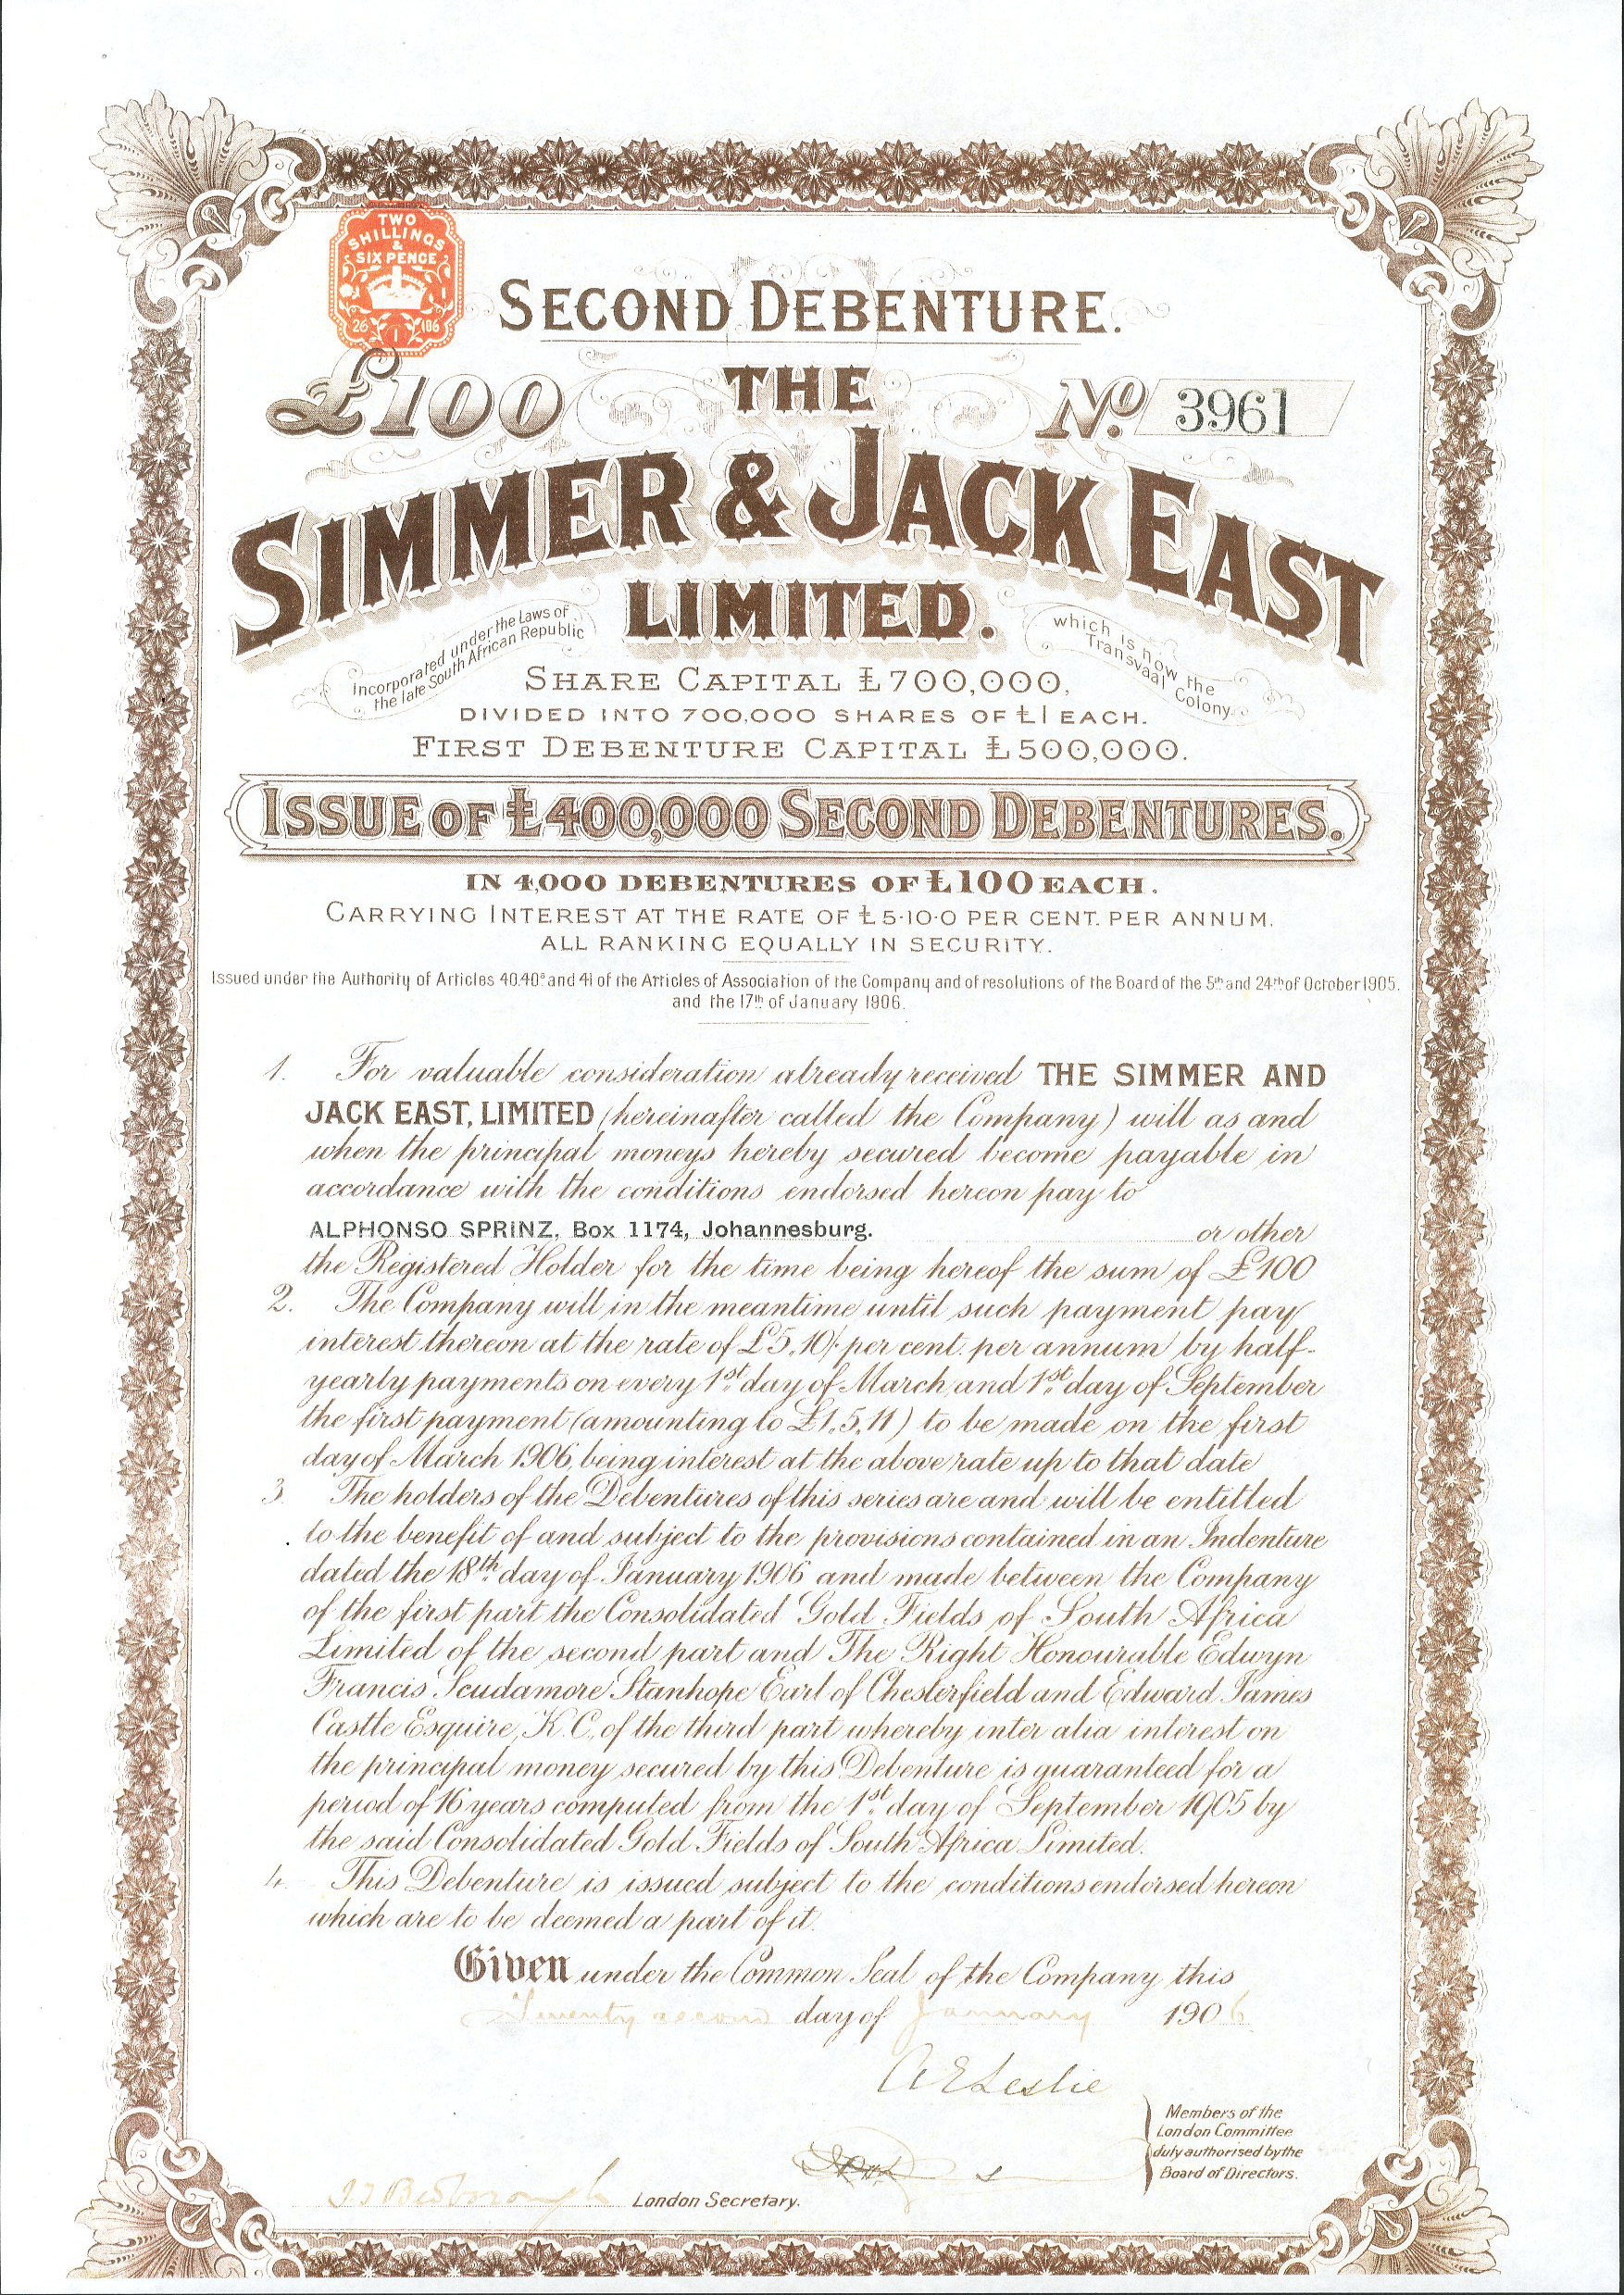 TWO
SHILLINGS
&
SIX PENCE
26 1 06
SECOND DEBENTURE.
£100 THE No. 3961
SIMMER & JACK EAST
LIMITED.
Incorporated under the Laws of
the late South African Republic
which is now the
Transvaal Colony.
SHARE CAPITAL £700,000,
DIVIDED INTO 700,000 SHARES OF £1 EACH.
FIRST DEBENTURE CAPITAL £500,000.
ISSUE OF £400,000 SECOND DEBENTURES.
IN 4,000 DEBENTURES OF £100 EACH.
CARRYING INTEREST AT THE RATE OF £5·10·0 PER CENT. PER ANNUM.
ALL RANKING EQUALLY IN SECURITY.
Issued under the Authority of Articles 40.40a and 41 of the Articles of Association of the Company and of resolutions of the Board of the 5th and 24th of October 1905.
and the 17th of January 1906.
1. For valuable consideration already received THE SIMMER AND
JACK EAST, LIMITED (hereinafter called the Company) will as and
when the principal moneys hereby secured become payable in
accordance with the conditions endorsed hereon pay to
ALPHONSO SPRINZ, Box 1174, Johannesburg. or other
the Registered Holder for the time being hereof the sum of £100
2. The Company will in the meantime until such payment pay
interest thereon at the rate of £5.10/- per cent. per annum by half-
yearly payments on every 1st day of March and 1st day of September
the first payment (amounting to £1.5.11) to be made on the first
day of March 1906, being interest at the above rate up to that date
3. The holders of the Debentures of this series are and will be entitled
to the benefit of and subject to the provisions contained in an Indenture
dated the 18th day of January 1906 and made between the Company
of the first part the Consolidated Gold Fields of South Africa
Limited of the second part and The Right Honourable Edwyn
Francis Scudamore Stanhope Earl of Chesterfield and Edward James
Castle Esquire, K.C., of the third part whereby inter alia interest on
the principal money secured by this Debenture is guaranteed for a
period of 16 years computed from the 1st day of September 1905 by
the said Consolidated Gold Fields of South Africa Limited.
4. This Debenture is issued subject to the conditions endorsed hereon
which are to be deemed a part of it.
Given under the Common Seal of the Company this
Twenty second day of January 1906
A E Leslie
Members of the
London Committee
duly authorised by the
Board of Directors.
Bedborough London Secretary.